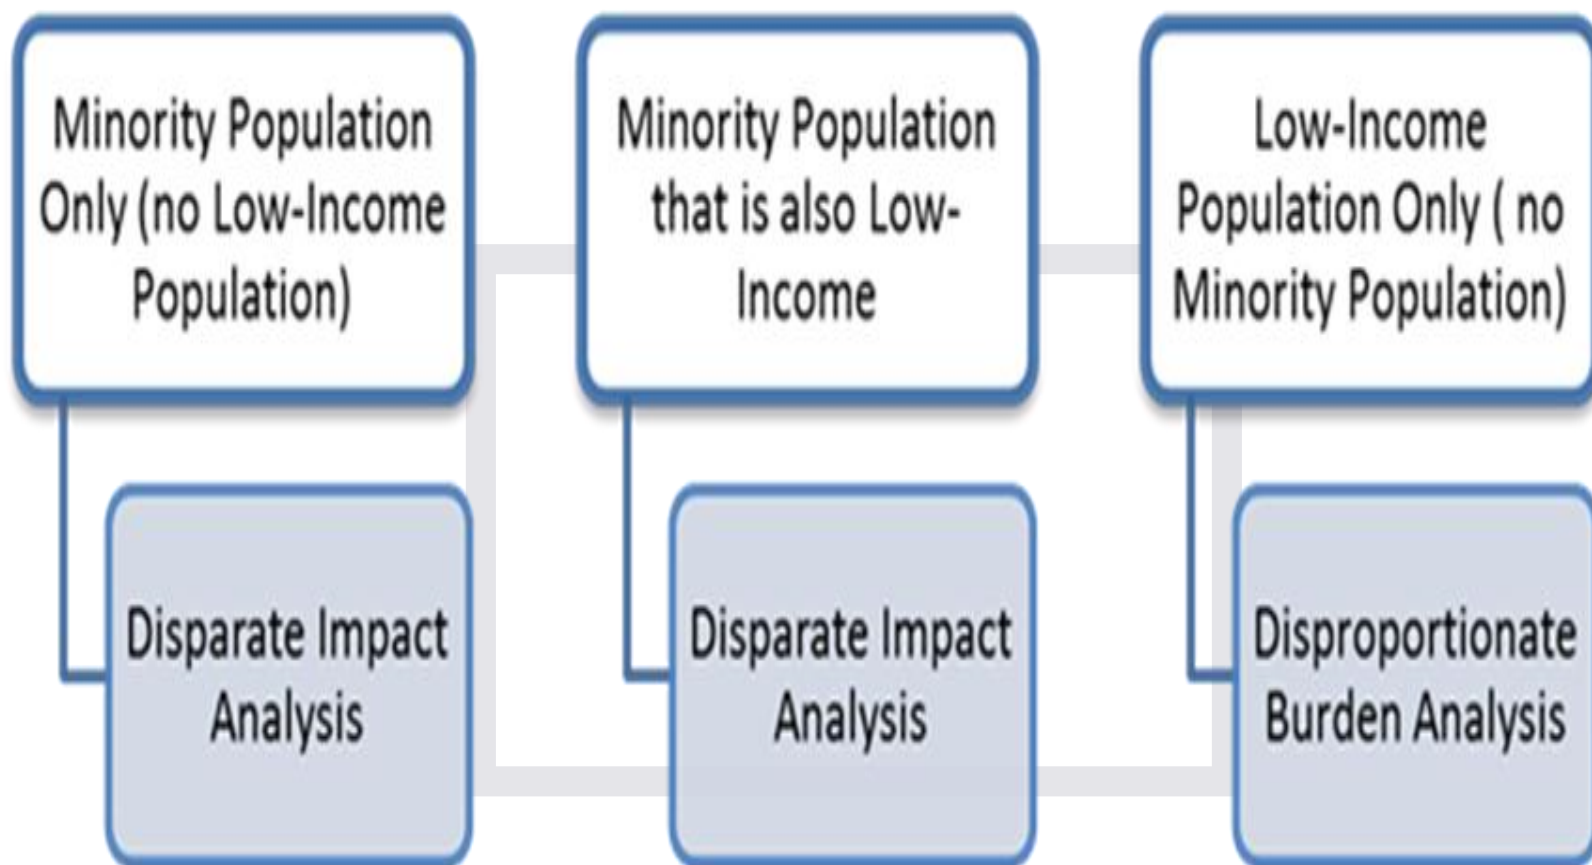 Minority Population
Only (no Low-Income
Population)
Disparate Impact
Analysis
Minority Population
that is also Low-
Income
Disparate Impact
Analysis
Low-Income
Population Only ( no
Minority Population)
Disproportionate
Burden Analysis